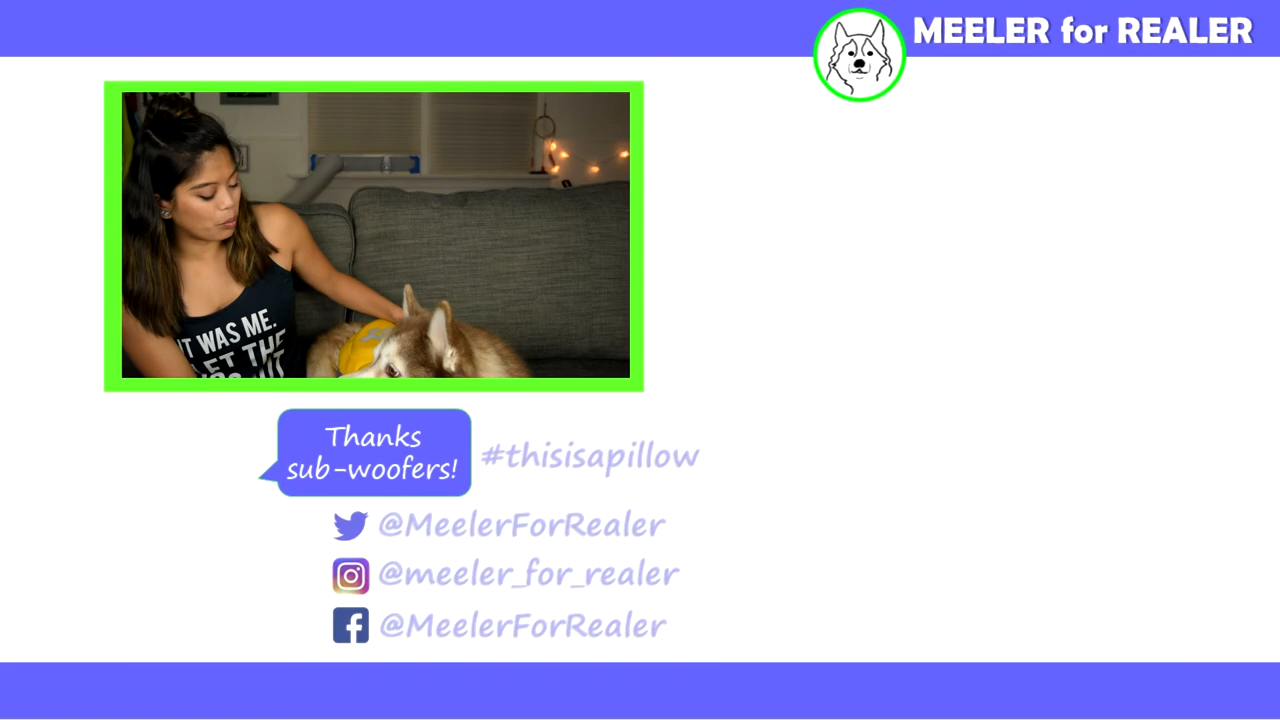 MEELER for REALER
IT WAS ME.
LET THE
Thanks
sub-woofers!
#thisisapillow
@MeelerForRealer
@meeler_for_realer
@MeelerForRealer